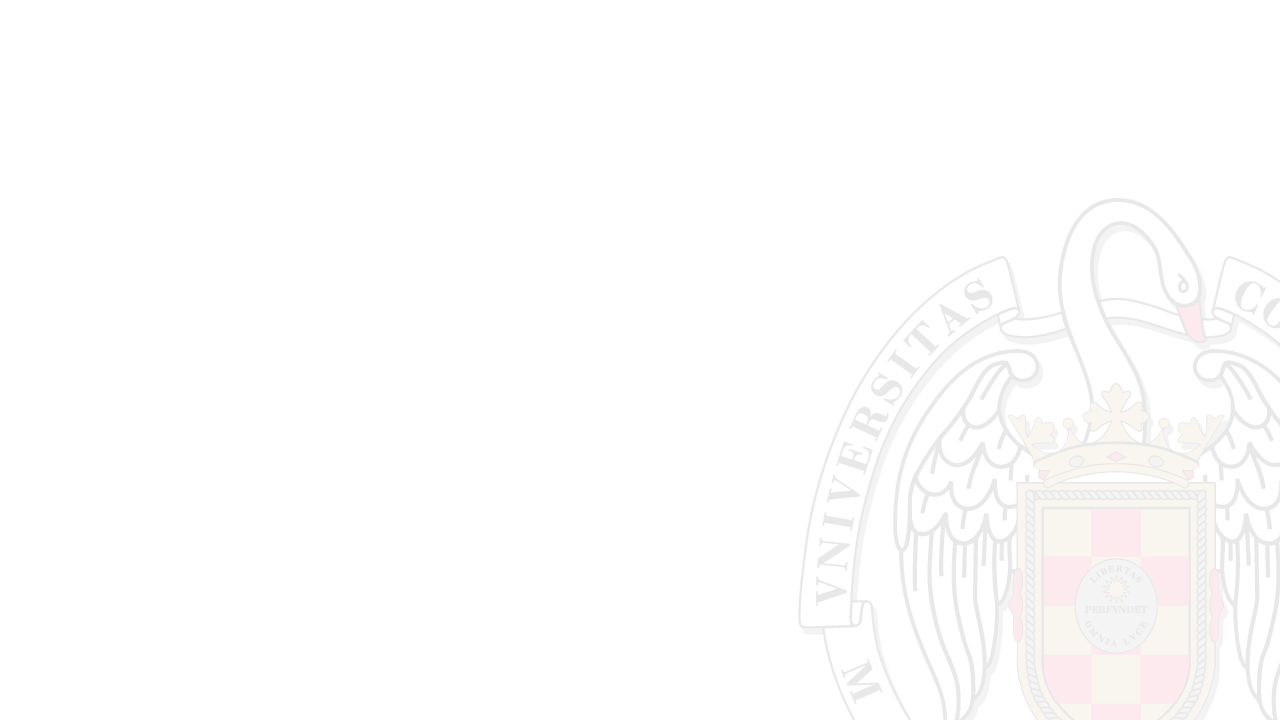 VNIVERSITAS
CO
LIBERTAS
PERFVNDET
OMNIA LVCE
M